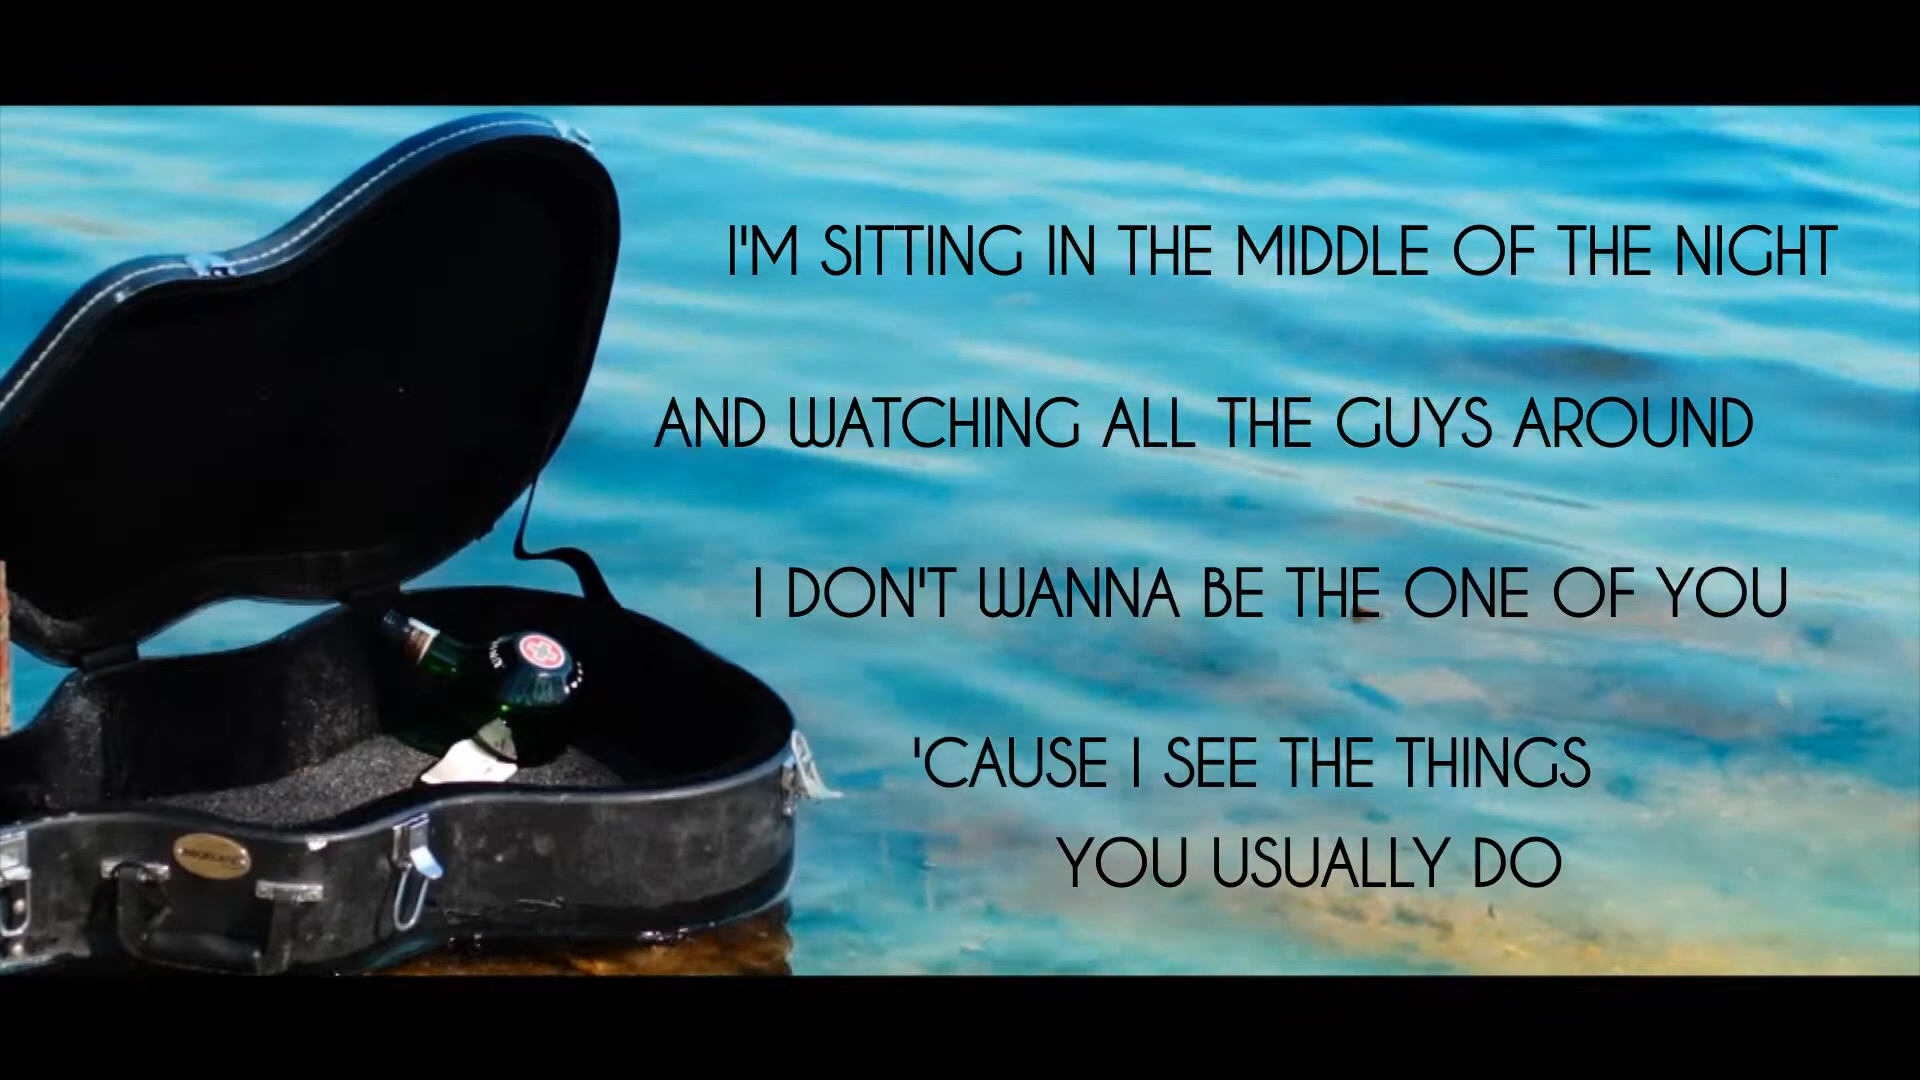 I'M SITTING IN THE MIDDLE OF THE NIGHT
AND WATCHING ALL THE GUYS AROUND
I DON'T WANNA BE THE ONE OF YOU
'CAUSE I SEE THE THINGS
YOU USUALLY DO